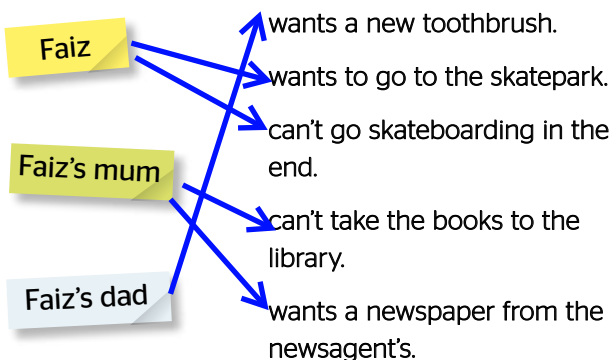 Faiz
Faiz's mum
Faiz's dad
wants a new toothbrush.
wants to go to the skatepark.
can't go skateboarding in the
end.
can't take the books to the
library.
wants a newspaper from the
newsagent's.